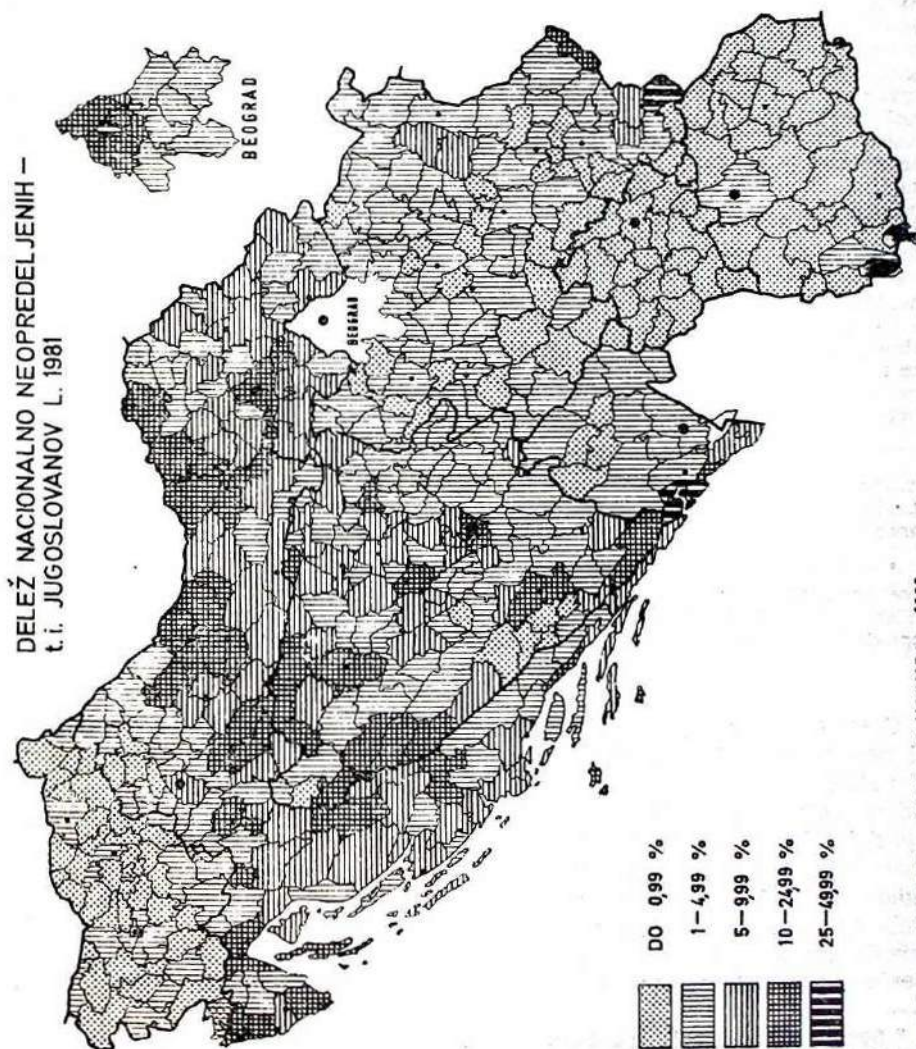 DELEŽ NACIONALNO NEOPREDELJENIH –
t.i. JUGOSLOVANOV L. 1981
BEOGRAD
BEOGRAD
DO 0,99 %
1–4,99 %
5–9,99 %
10–24,99 %
25–49,99 %